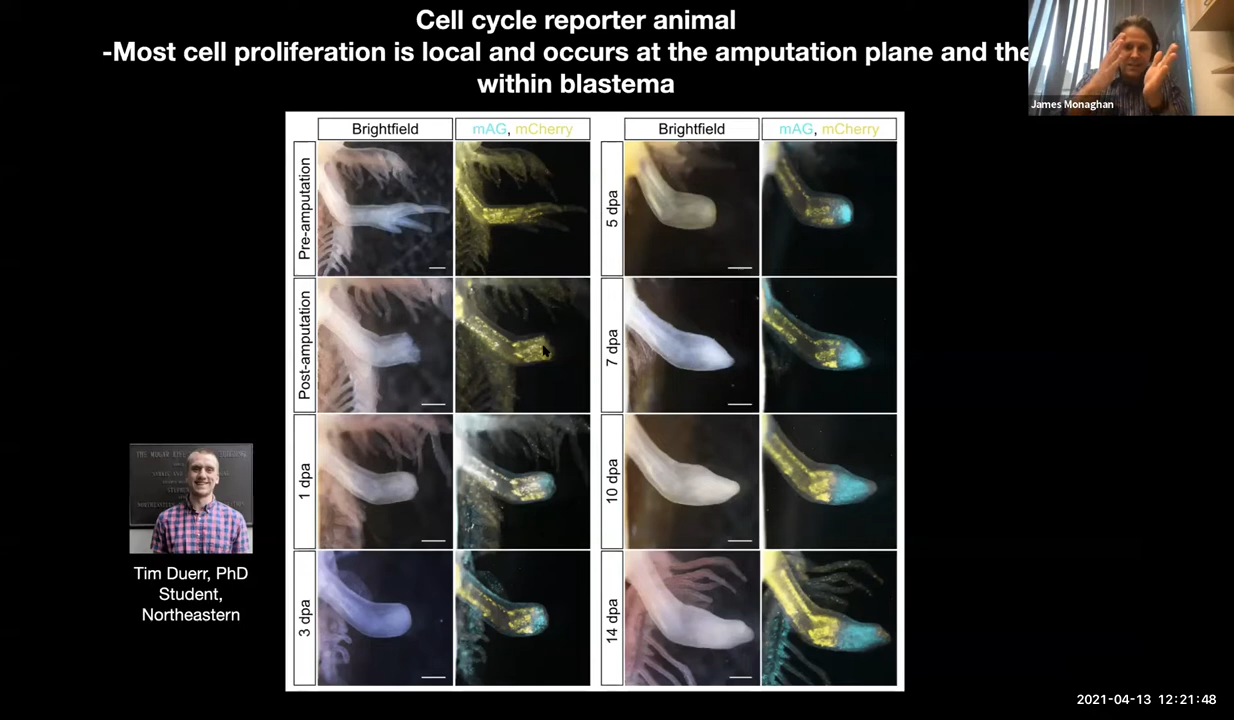 Cell cycle reporter animal
-Most cell proliferation is local and occurs at the amputation plane and the
within blastema
James Monaghan
Brightfield
mAG, mCherry
Brightfield
mAG, mCherry
Pre-amputation
Post-amputation
1 dpa
3 dpa
5 dpa
7 dpa
10 dpa
14 dpa
Tim Duerr, PhD
Student,
Northeastern
2021-04-13 12:21:48